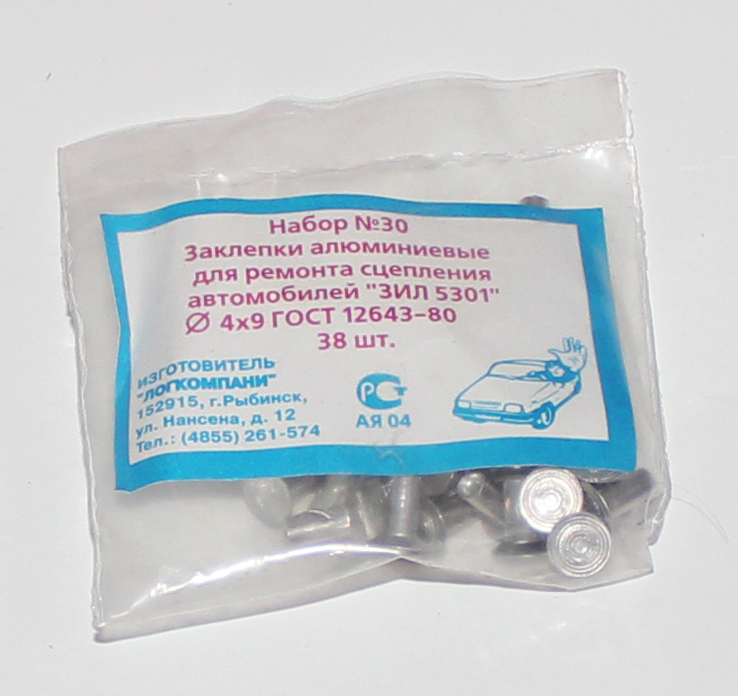 Набор №30
Заклепки алюминиевые
для ремонта сцепления
автомобилей "ЗИЛ 5301"
Ø 4х9 ГОСТ 12643-80
38 шт.
ИЗГОТОВИТЕЛЬ
"ЛОГКОМПАНИ"
152915, г.Рыбинск,
ул. Нансена, д. 12
Тел.: (4855) 261-574
РСТ
АЯ 04